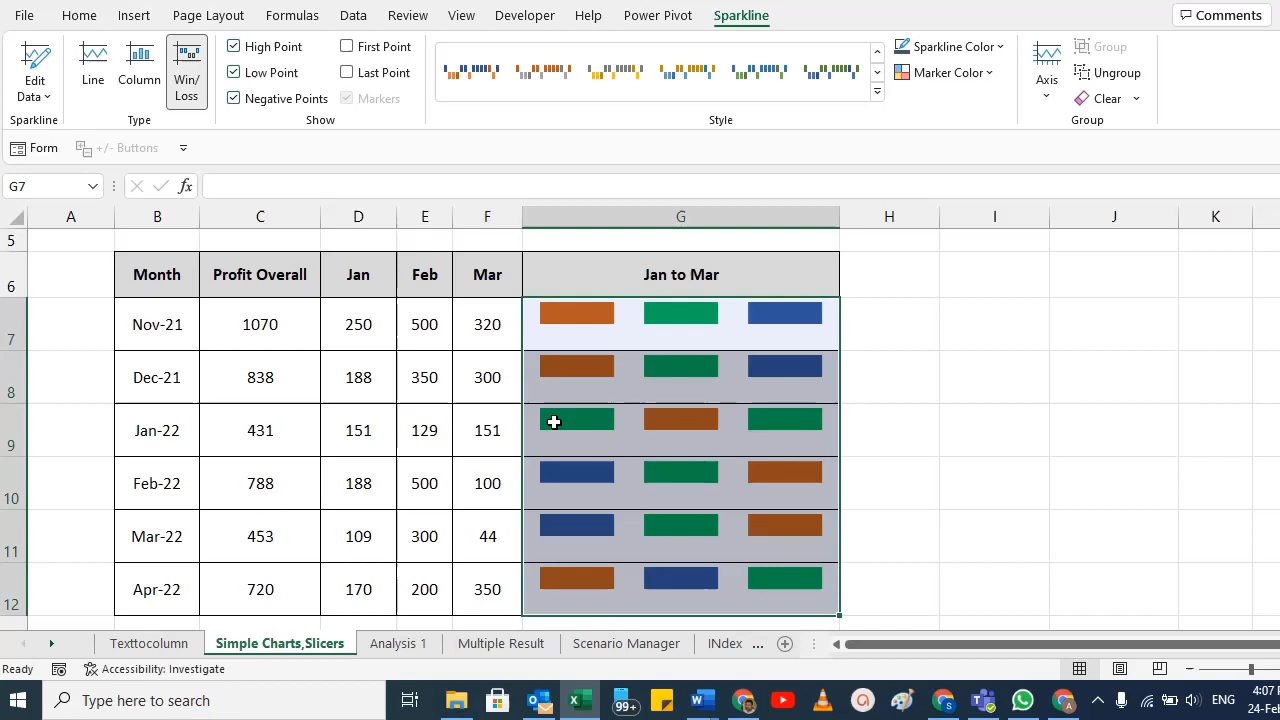 File Home Insert Page Layout Formulas Data Review View Developer Help Power Pivot Sparkline Comments
High Point First Point Sparkline Color Group
Edit Data Line Column Win/Loss Low Point Last Point Marker Color Axis Ungroup
Negative Points Markers Clear
Sparkline Type Show Style Group
Form +/- Buttons
G7 fx
A B C D E F G H I J K
5
6 Month Profit Overall Jan Feb Mar Jan to Mar
7 Nov-21 1070 250 500 320
8 Dec-21 838 188 350 300
9 Jan-22 431 151 129 151
10 Feb-22 788 188 500 100
11 Mar-22 453 109 300 44
12 Apr-22 720 170 200 350
Texttocolumn Simple Charts,Slicers Analysis 1 Multiple Result Scenario Manager INdex ...
Ready Accessibility: Investigate
Type here to search 99+ ENG 4:07
24-Feb